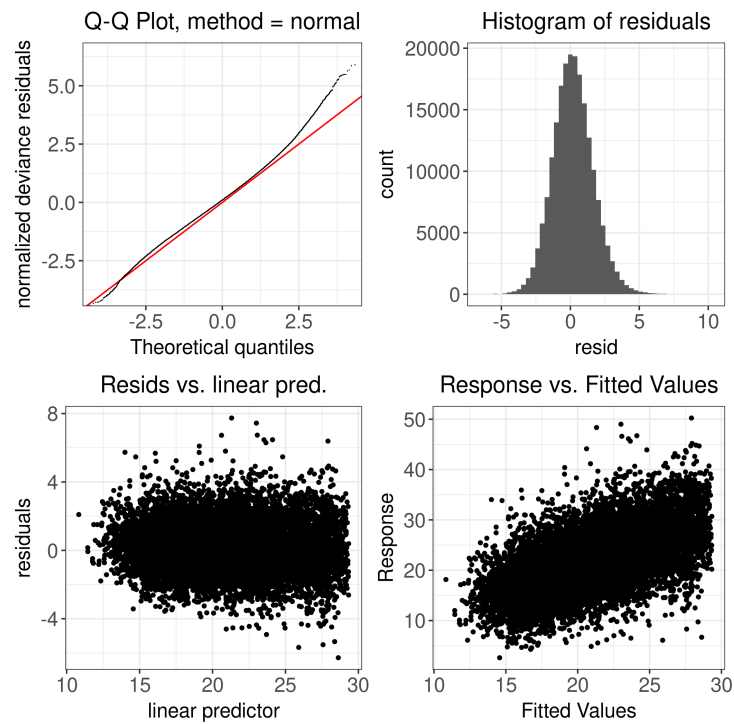 Q-Q Plot, method = normal
normalized deviance residuals
5.0
2.5
0.0
-2.5
-2.5 0.0 2.5
Theoretical quantiles
Histogram of residuals
count
20000
15000
10000
5000
0
-5 0 5 10
resid
Resids vs. linear pred.
residuals
8
4
0
-4
10 15 20 25 30
linear predictor
Response vs. Fitted Values
Response
50
40
30
20
10
10 15 20 25 30
Fitted Values